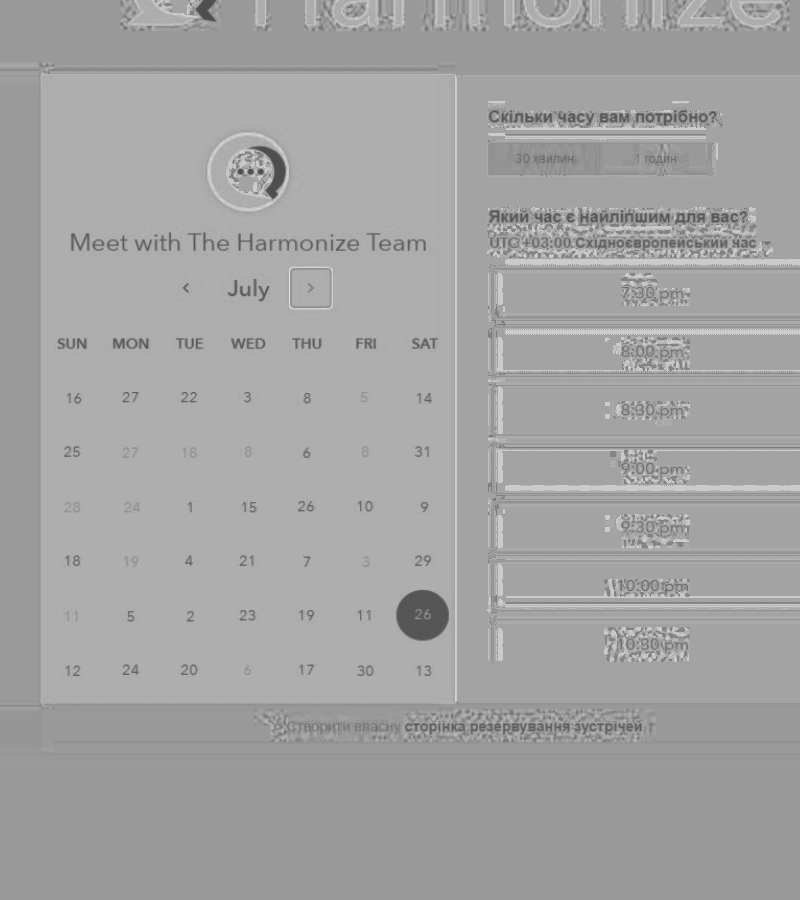 Harmonize
Meet with The Harmonize Team
July
SUN MON TUE WED THU FRI SAT
16 27 22 3 8 5 14
25 27 18 8 6 8 31
28 24 1 15 26 10 9
18 19 4 21 7 3 29
11 5 2 23 19 11 26
12 24 20 6 17 30 13
Скільки часу вам потрібно?
30 хвилин 1 годин
Який час є найліпшим для вас?
UTC +03:00 Східноєвропейський час
7:30 pm
8:00 pm
8:30 pm
9:00 pm
9:30 pm
10:00 pm
10:30 pm
Створити власну сторінка резервування зустрічей